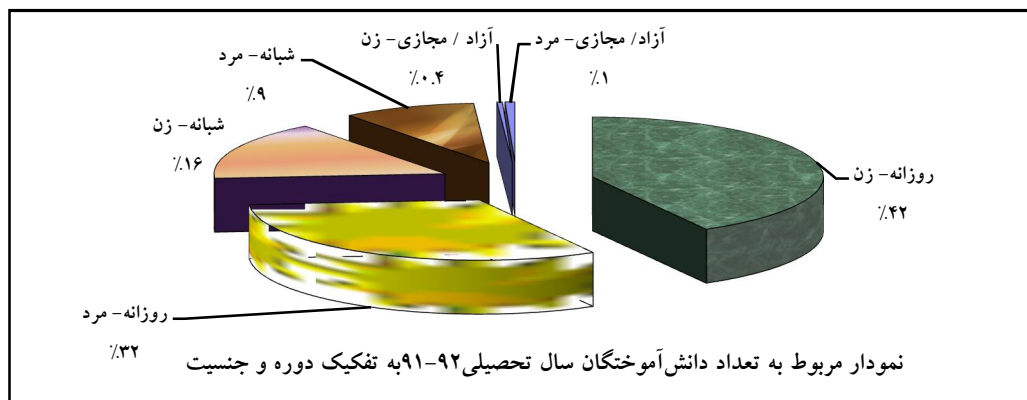 آزاد/ مجازی- مرد
٪.۱
آزاد / مجازی- زن
٪.۰.۴
شبانه- مرد
٪.۹
شبانه- زن
٪.۱۶
روزانه- زن
٪.۴۲
روزانه- مرد
٪.۳۲
نمودار مربوط به تعداد دانش‌آموختگان سال تحصیلی۹۲-۹۱به تفکیک دوره و جنسیت